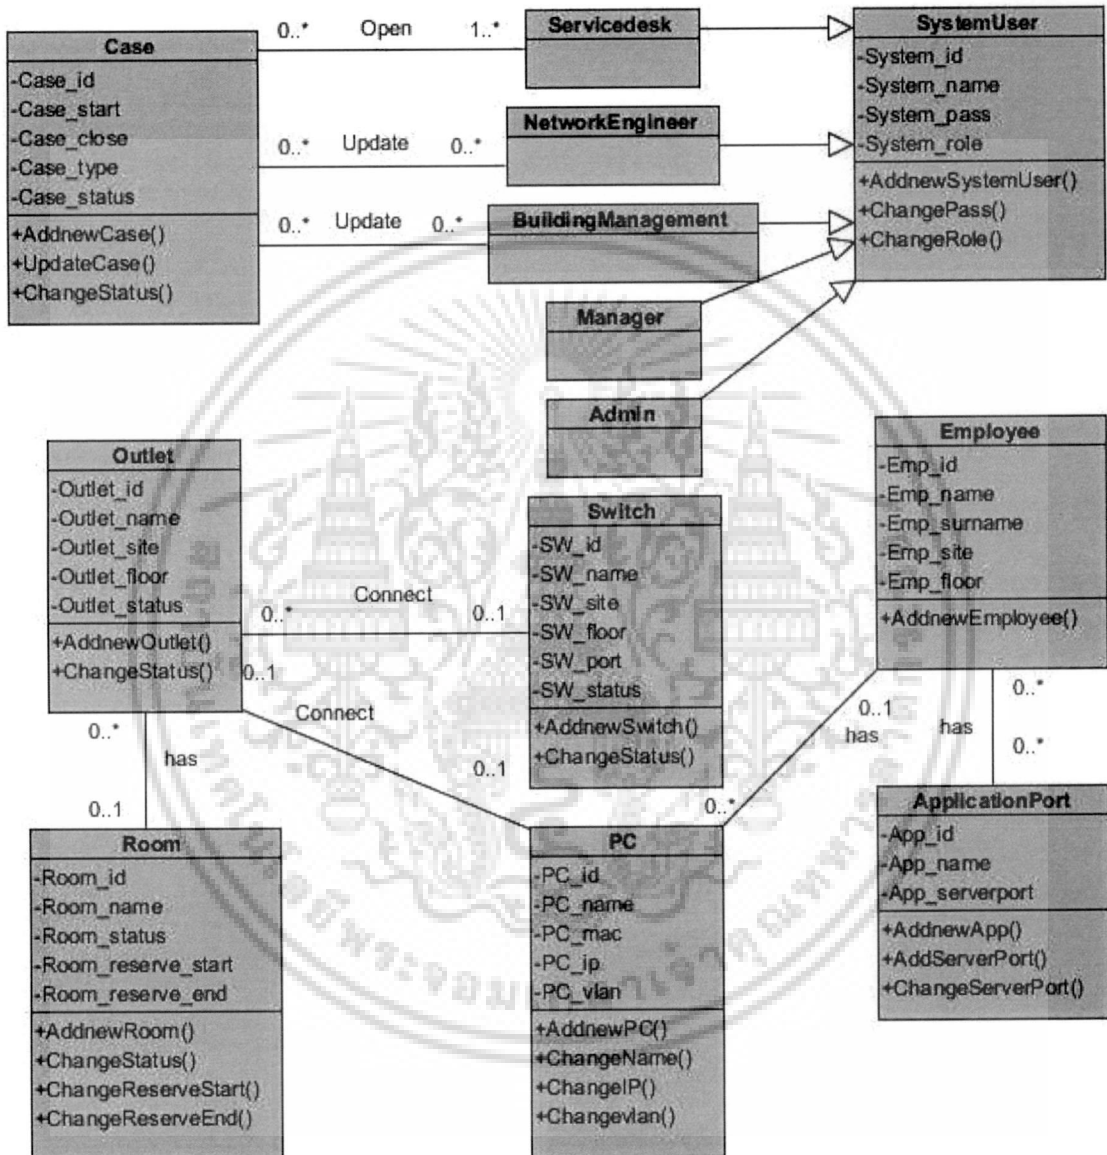 Case
-Case_id
-Case_start
-Case_close
-Case_type
-Case_status
+AddnewCase()
+UpdateCase()
+ChangeStatus()
0..* Open 1..*
Servicedesk
0..* Update 0..*
NetworkEngineer
0..* Update 0..*
BuildingManagement
Manager
Admin
SystemUser
-System_id
-System_name
-System_pass
-System_role
+AddnewSystemUser()
+ChangePass()
+ChangeRole()
Outlet
-Outlet_id
-Outlet_name
-Outlet_site
-Outlet_floor
-Outlet_status
+AddnewOutlet()
+ChangeStatus()
0..* Connect 0..1
0..1
Connect
0..1
0..*
has
0..1
Switch
-SW_id
-SW_name
-SW_site
-SW_floor
-SW_port
-SW_status
+AddnewSwitch()
+ChangeStatus()
Employee
-Emp_id
-Emp_name
-Emp_surname
-Emp_site
-Emp_floor
+AddnewEmployee()
0..1
has
0..*
0..*
has
0..*
Room
-Room_id
-Room_name
-Room_status
-Room_reserve_start
-Room_reserve_end
+AddnewRoom()
+ChangeStatus()
+ChangeReserveStart()
+ChangeReserveEnd()
PC
-PC_id
-PC_name
-PC_mac
-PC_ip
-PC_vlan
+AddnewPC()
+ChangeName()
+ChangeIP()
+Changevlan()
ApplicationPort
-App_id
-App_name
-App_serverport
+AddnewApp()
+AddServerPort()
+ChangeServerPort()